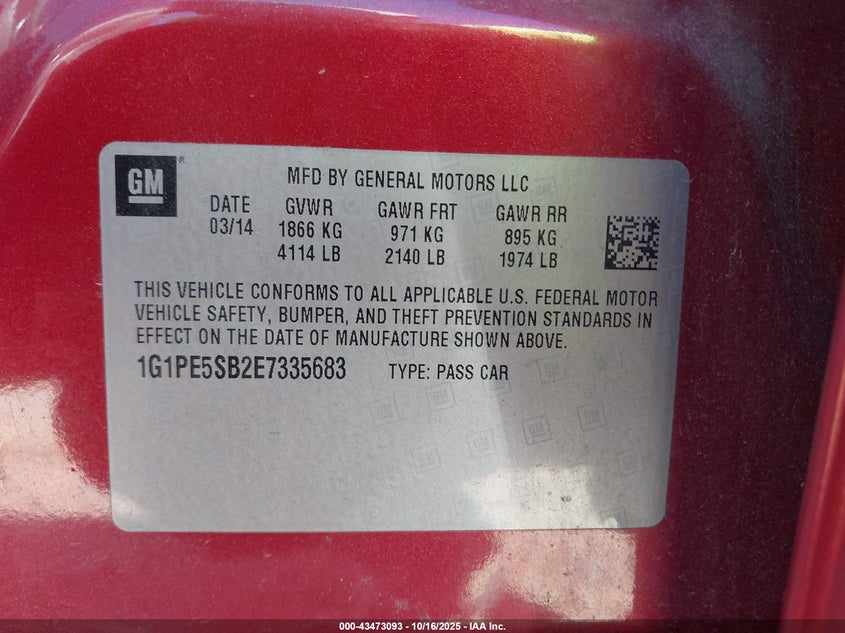 GM
MFD BY GENERAL MOTORS LLC
DATE GVWR GAWR FRT GAWR RR
03/14 1866 KG 971 KG 895 KG
4114 LB 2140 LB 1974 LB
THIS VEHICLE CONFORMS TO ALL APPLICABLE U.S. FEDERAL MOTOR
VEHICLE SAFETY, BUMPER, AND THEFT PREVENTION STANDARDS IN
EFFECT ON THE DATE OF MANUFACTURE SHOWN ABOVE.
1G1PE5SB2E7335683 TYPE: PASS CAR
000-43473093 - 10/16/2025 - IAA Inc.